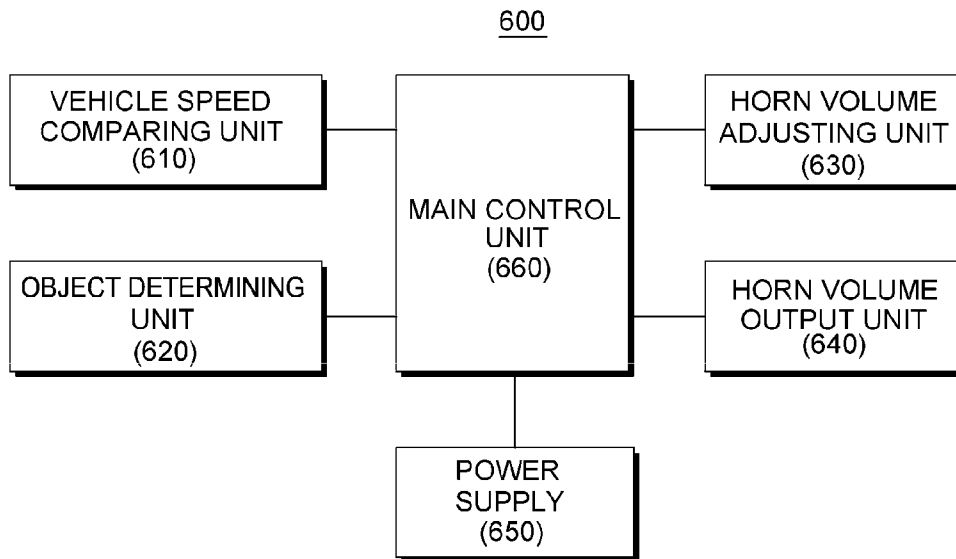 600
VEHICLE SPEED
COMPARING UNIT
(610)
OBJECT DETERMINING
UNIT
(620)
MAIN CONTROL
UNIT
(660)
HORN VOLUME
ADJUSTING UNIT
(630)
HORN VOLUME
OUTPUT UNIT
(640)
POWER
SUPPLY
(650)